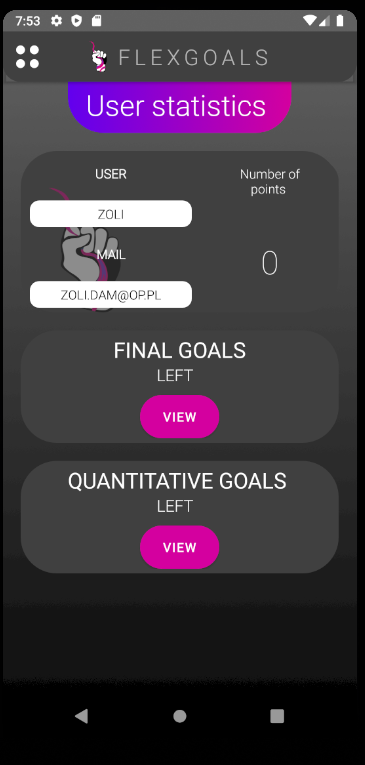 7:53
FLEXGOALS
User statistics
USER
Number of
points
ZOLI
MAIL
0
ZOLI.DAM@OP.PL
FINAL GOALS
LEFT
VIEW
QUANTITATIVE GOALS
LEFT
VIEW